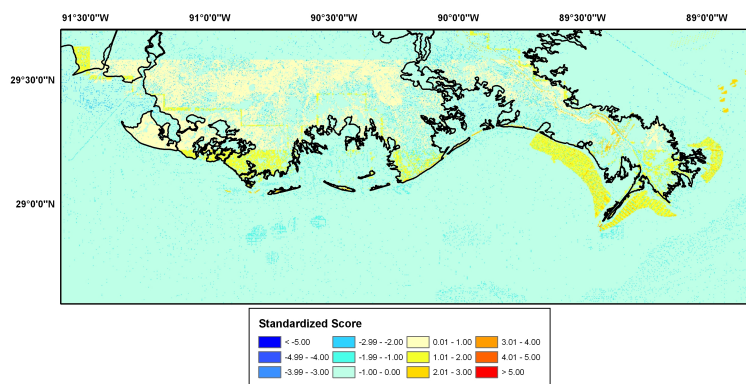 91°30'0"W 91°0'0"W 90°30'0"W 90°0'0"W 89°30'0"W 89°0'0"W
29°30'0"N
29°0'0"N
Standardized Score
< -5.00 -2.99 - -2.00 0.01 - 1.00 3.01 - 4.00
-4.99 - -4.00 -1.99 - -1.00 1.01 - 2.00 4.01 - 5.00
-3.99 - -3.00 -1.00 - 0.00 2.01 - 3.00 > 5.00